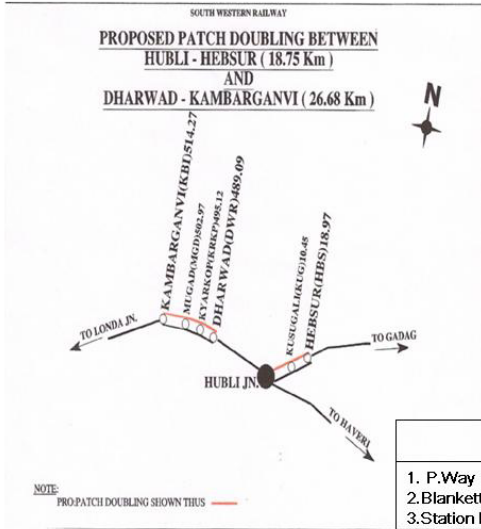 SOUTH WESTERN RAILWAY
PROPOSED PATCH DOUBLING BETWEEN
HUBLI - HEBSUR ( 18.75 Km )
AND
DHARWAD - KAMBARGANVI ( 26.68 Km )
N
KAMBARGANVI(KBI)514.27
MUGAD(MGD)502.97
KYARKOP(KRKP)495.12
DHARWAD(DWR)489.09
KUSUGALI(KUG)10.45
HEBSUR(HBS)18.97
TO LONDA JN.
TO GADAG
HUBLI JN.
TO HAVERI
NOTE:
PRO:PATCH DOUBLING SHOWN THUS
1. P.Way
2.Blankett
3.Station